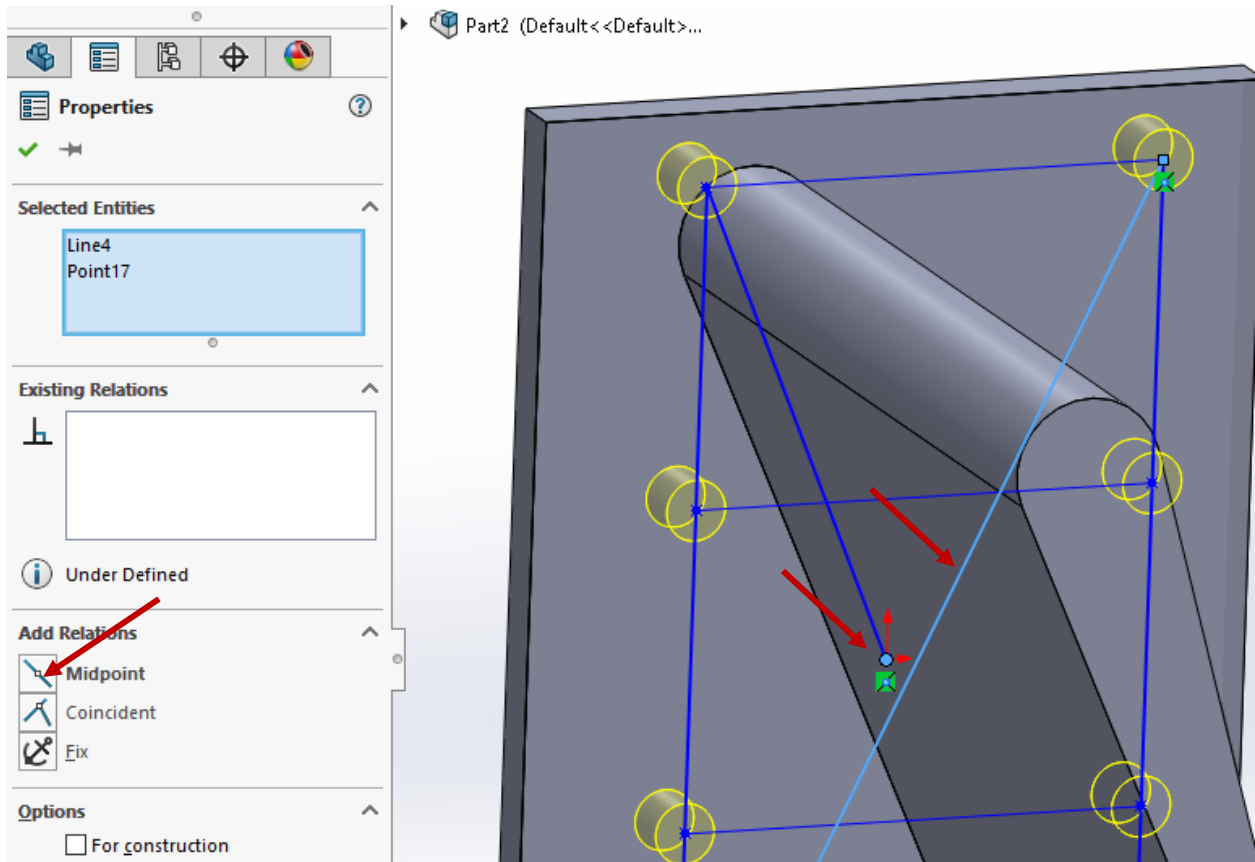 Part2 (Default<<Default>...
Properties
Selected Entities
Line4
Point17
Existing Relations
Under Defined
Add Relations
Midpoint
Coincident
Fix
Options
For construction